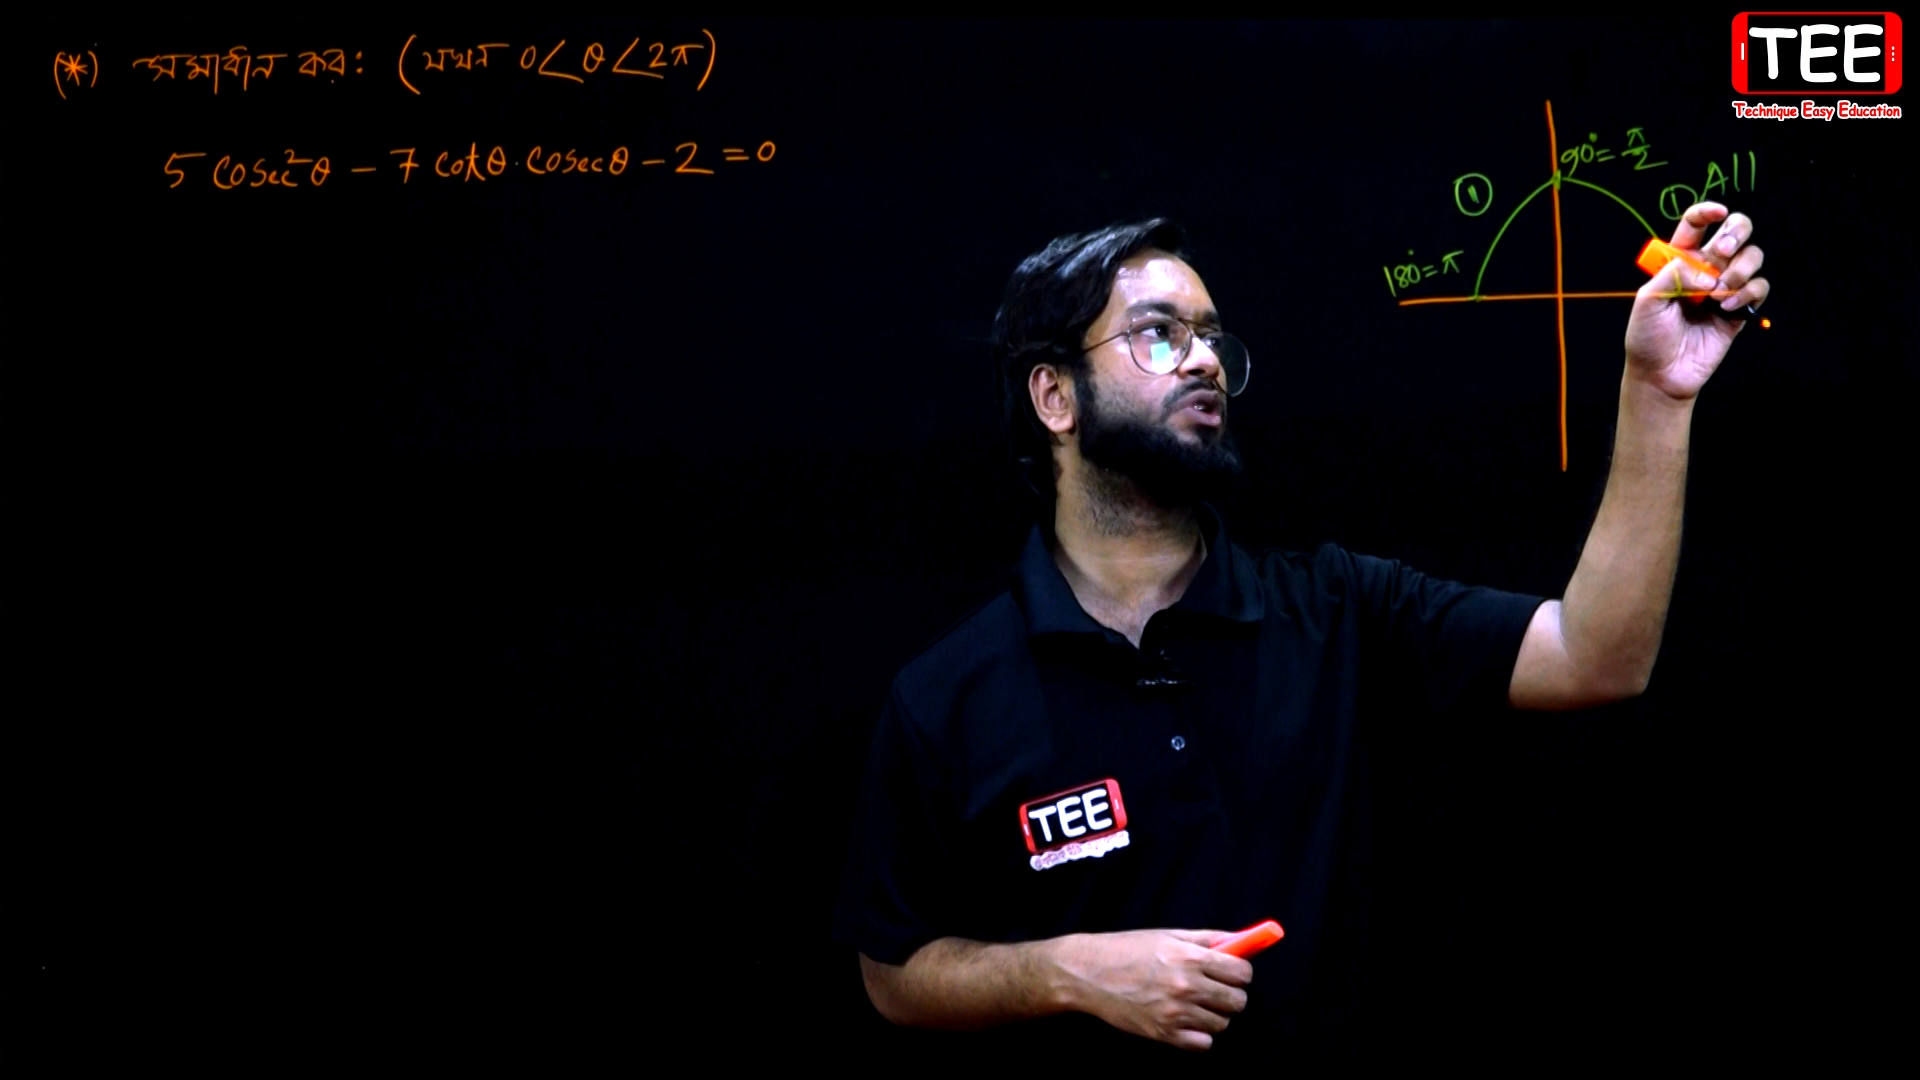 (*) সমাধান কর: (যখন 0<θ<2π)
5 cosec²θ - 7 cotθ.cosecθ - 2 = 0
TEE
Technique Easy Education
90° = π/2
① All
⑪
180° = π
TEE